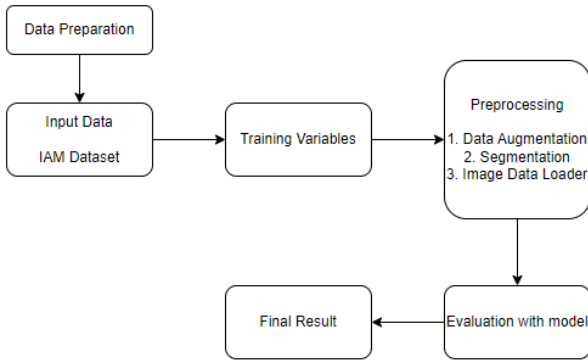 Data Preparation
Input Data
IAM Dataset
Training Variables
Preprocessing
1. Data Augmentation
2. Segmentation
3. Image Data Loader
Evaluation with model
Final Result